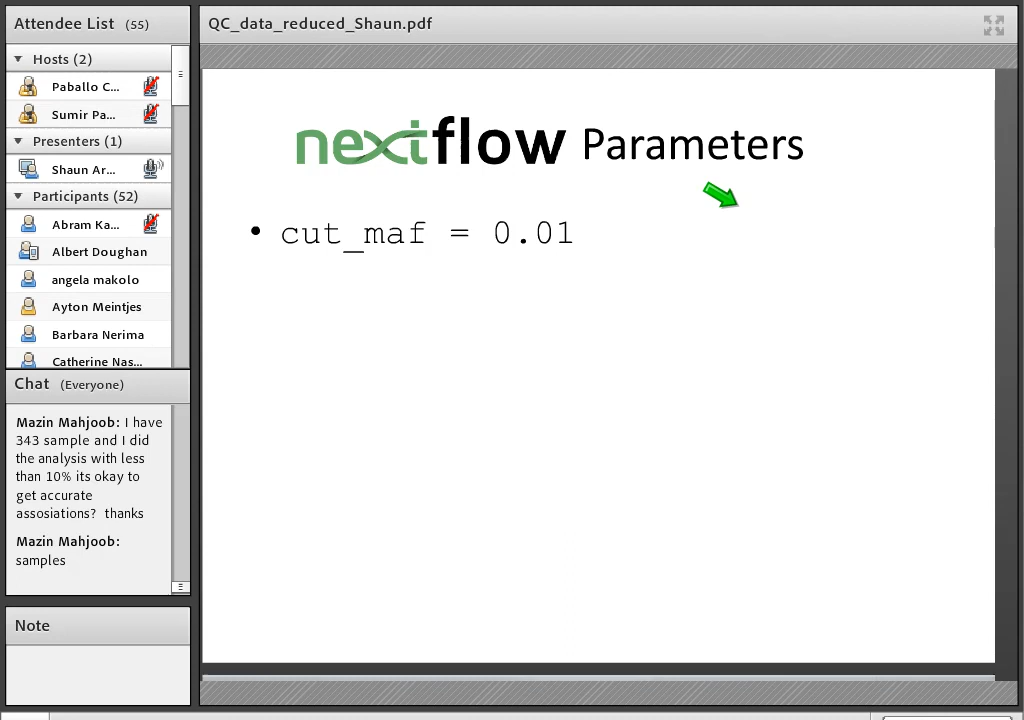 Attendee List (55)
Hosts (2)
Paballo C...
Sumir Pa...
Presenters (1)
Shaun Ar...
Participants (52)
Abram Ka...
Albert Doughan
angela makolo
Ayton Meintjes
Barbara Nerima
Catherine Nas...
Chat (Everyone)
Mazin Mahjoob: I have
343 sample and I did
the analysis with less
than 10% its okay to
get accurate
assosiations? thanks
Mazin Mahjoob:
samples
Note
QC_data_reduced_Shaun.pdf
nextflow Parameters
• cut_maf = 0.01